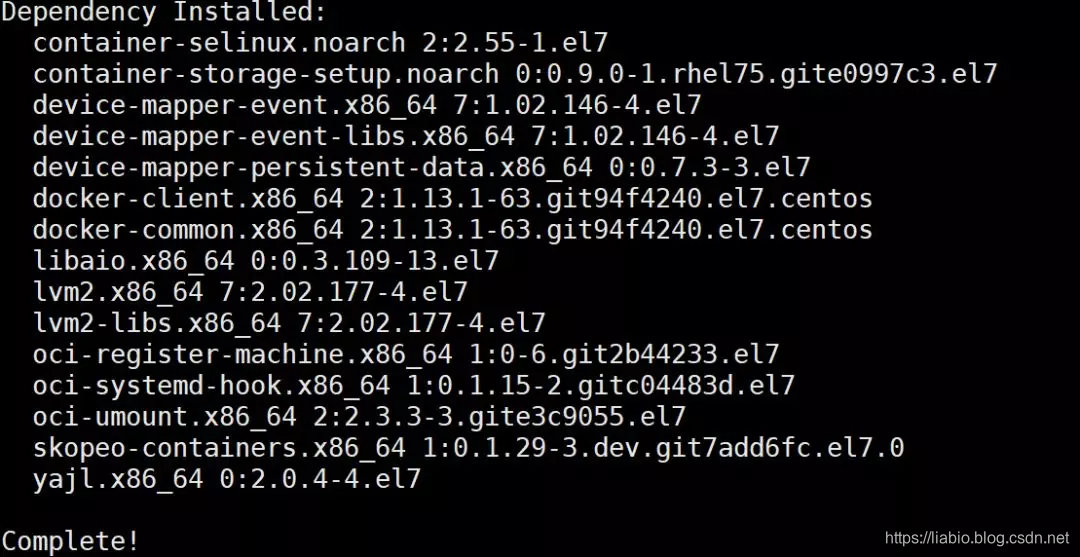 Dependency Installed:
container-selinux.noarch 2:2.55-1.el7
container-storage-setup.noarch 0:0.9.0-1.rhel75.gite0997c3.el7
device-mapper-event.x86_64 7:1.02.146-4.el7
device-mapper-event-libs.x86_64 7:1.02.146-4.el7
device-mapper-persistent-data.x86_64 0:0.7.3-3.el7
docker-client.x86_64 2:1.13.1-63.git94f4240.el7.centos
docker-common.x86_64 2:1.13.1-63.git94f4240.el7.centos
libaio.x86_64 0:0.3.109-13.el7
lvm2.x86_64 7:2.02.177-4.el7
lvm2-libs.x86_64 7:2.02.177-4.el7
oci-register-machine.x86_64 1:0-6.git2b44233.el7
oci-systemd-hook.x86_64 1:0.1.15-2.gitc04483d.el7
oci-umount.x86_64 2:2.3.3-3.gite3c9055.el7
skopeo-containers.x86_64 1:0.1.29-3.dev.git7add6fc.el7.0
yajl.x86_64 0:2.0.4-4.el7
Complete!
https://liabio.blog.csdn.net